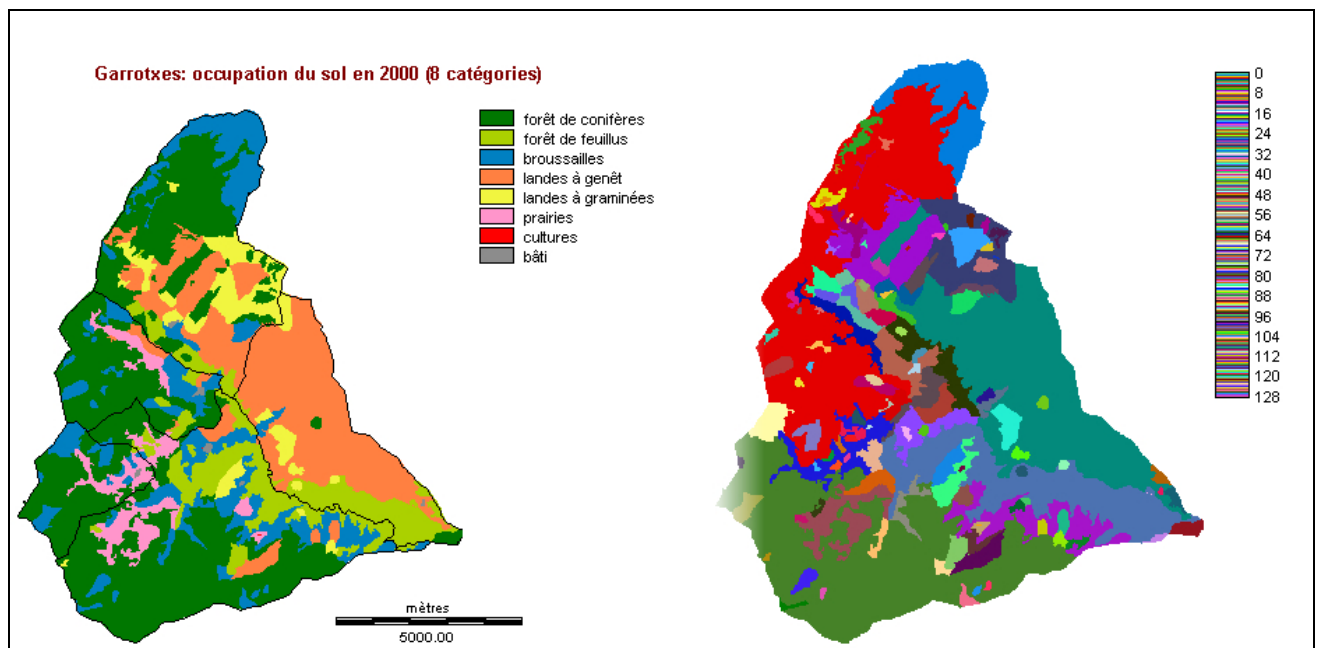 Garrotxes: occupation du sol en 2000 (8 catégories)
forêt de conifères
forêt de feuillus
broussailles
landes à genêt
landes à graminées
prairies
cultures
bâti
mètres
5000.00
0
8
16
24
32
40
48
56
64
72
80
88
96
104
112
120
128